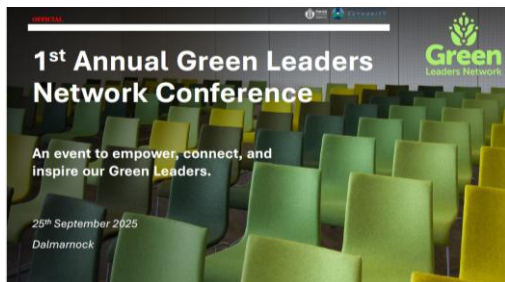 OFFICIAL
1st Annual Green Leaders
Network Conference
Green
Leaders Network
An event to empower, connect, and
inspire our Green Leaders.
25th September 2025
Dalmarnock